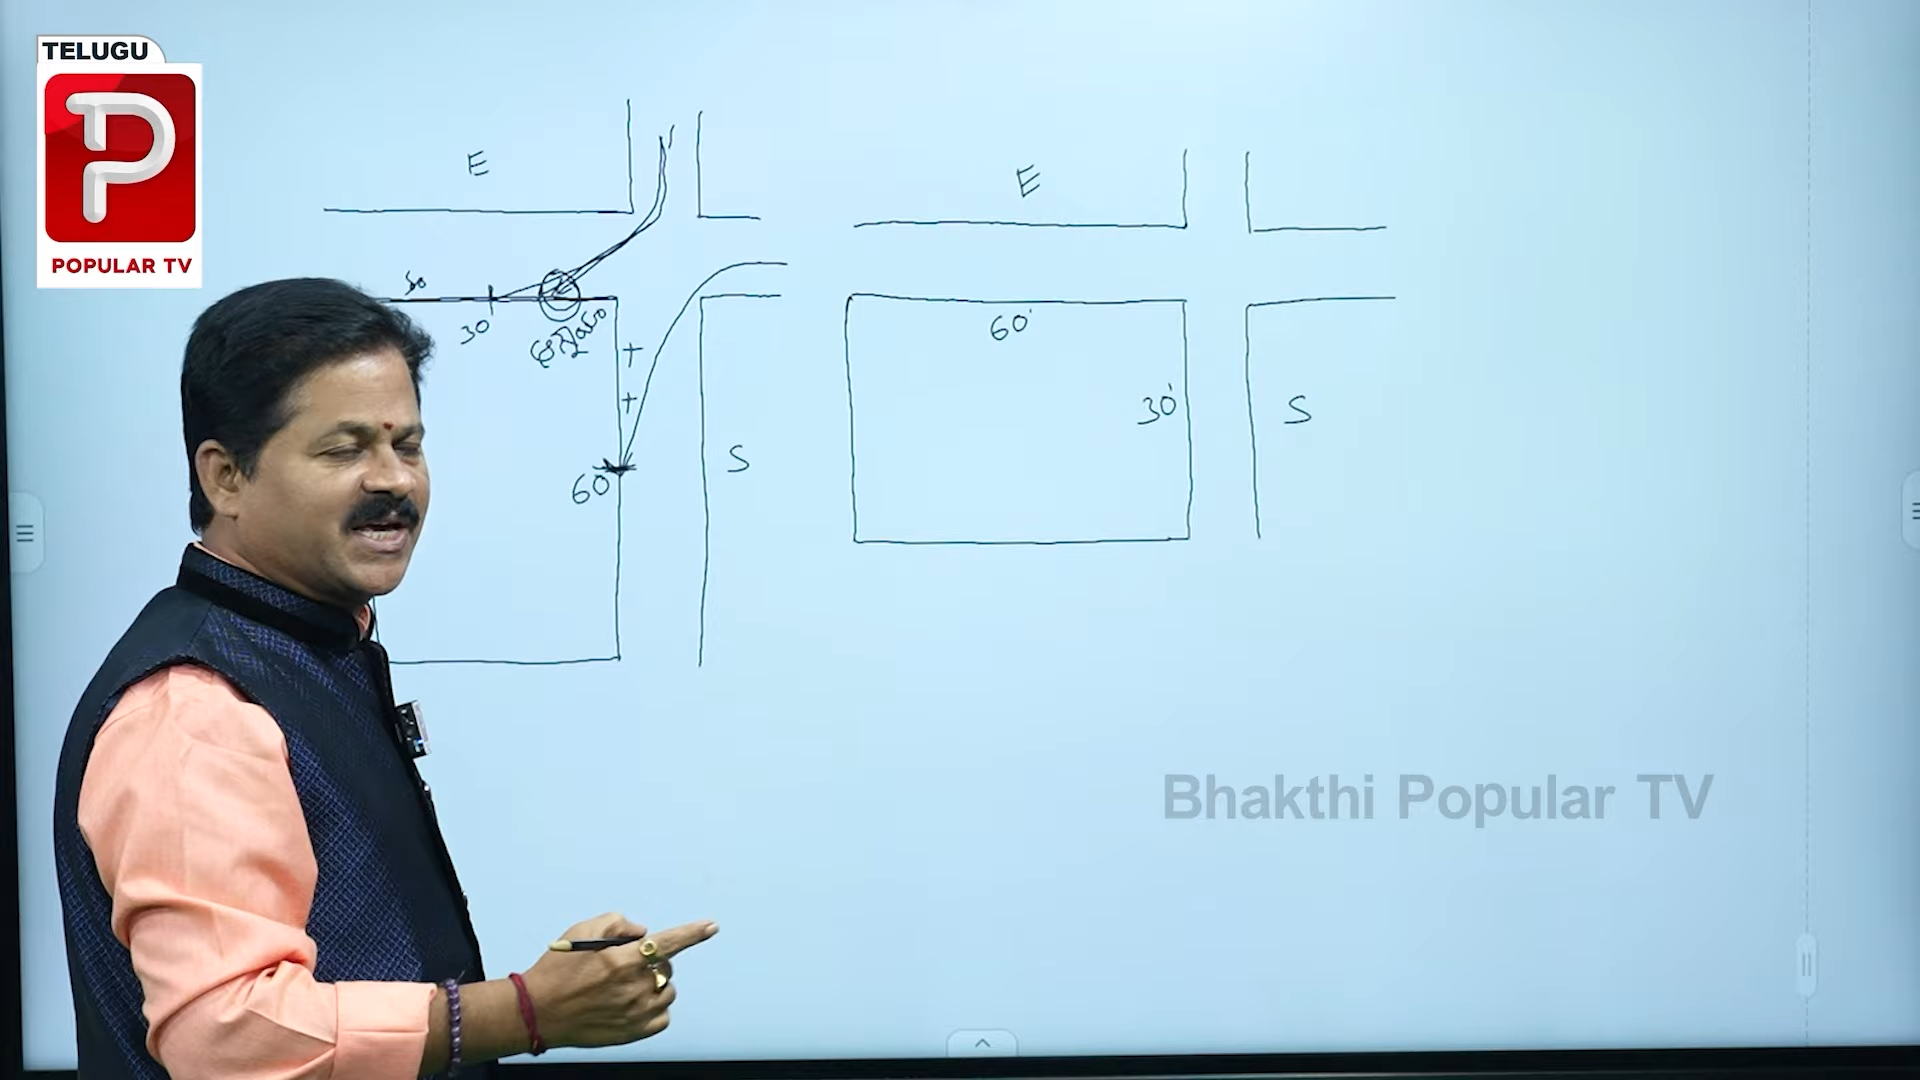 TELUGU
POPULAR TV
E
E
30
60'
60
30'
S
S
Bhakthi Popular TV